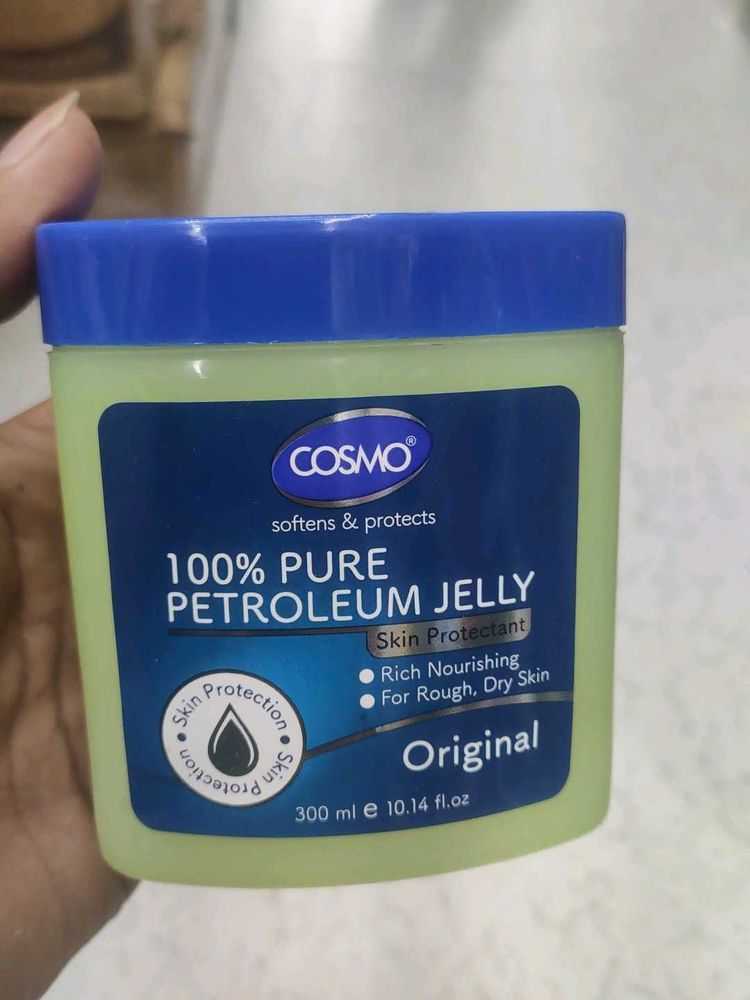 COSMO®
softens & protects
100% PURE
PETROLEUM JELLY
Skin Protectant
Rich Nourishing
For Rough, Dry Skin
Skin Protection • Skin Protection •
Original
300 ml e 10.14 fl.oz